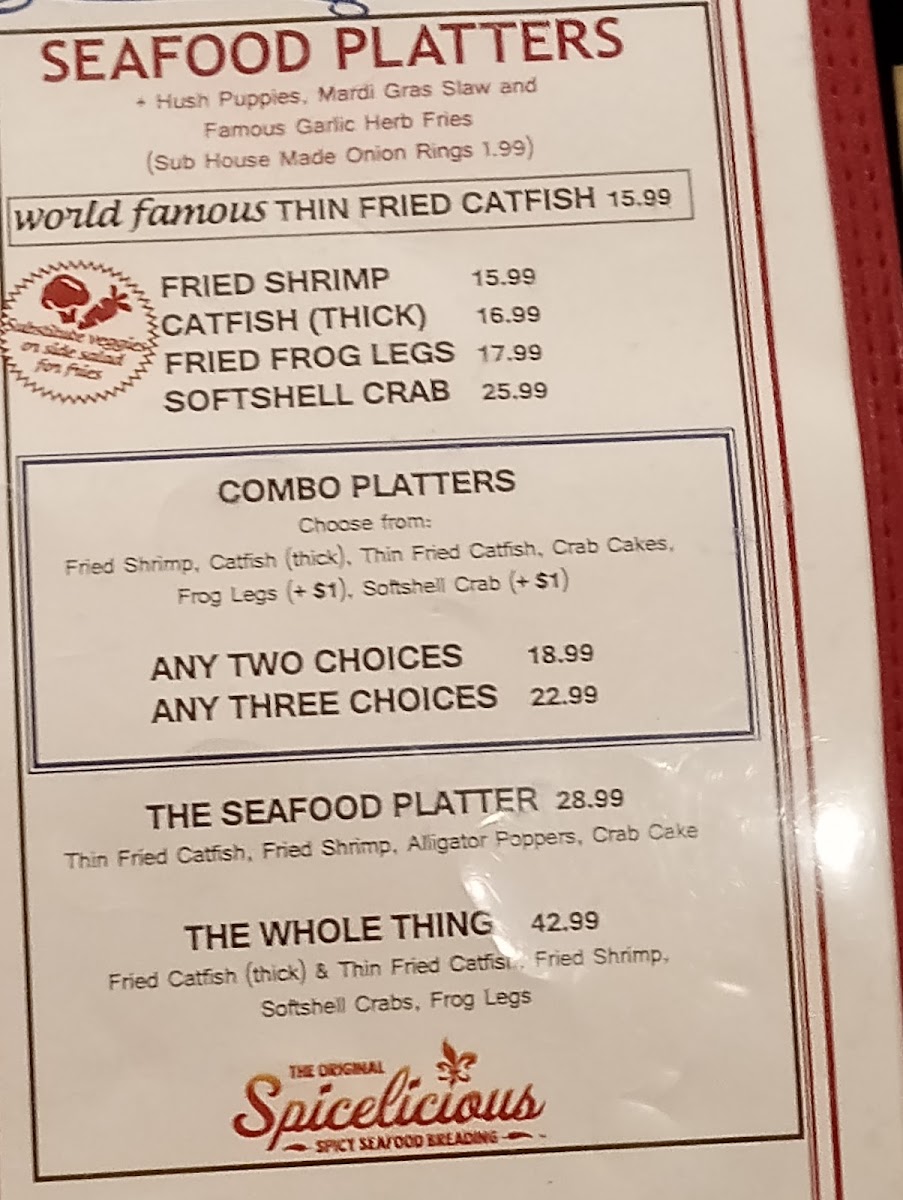 SEAFOOD PLATTERS
+ Hush Puppies, Mardi Gras Slaw and
Famous Garlic Herb Fries
(Sub House Made Onion Rings 1.99)
world famous THIN FRIED CATFISH 15.99
FRIED SHRIMP 15.99
CATFISH (THICK) 16.99
FRIED FROG LEGS 17.99
SOFTSHELL CRAB 25.99
Substitute veggies
or side salad
for fries
COMBO PLATTERS
Choose from:
Fried Shrimp, Catfish (thick), Thin Fried Catfish, Crab Cakes,
Frog Legs (+ $1), Softshell Crab (+ $1)
ANY TWO CHOICES 18.99
ANY THREE CHOICES 22.99
THE SEAFOOD PLATTER 28.99
Thin Fried Catfish, Fried Shrimp, Alligator Poppers, Crab Cake
THE WHOLE THING 42.99
Fried Catfish (thick) & Thin Fried Catfish, Fried Shrimp,
Softshell Crabs, Frog Legs
THE ORIGINAL
Spicelicious
SPICY SEAFOOD BREADING